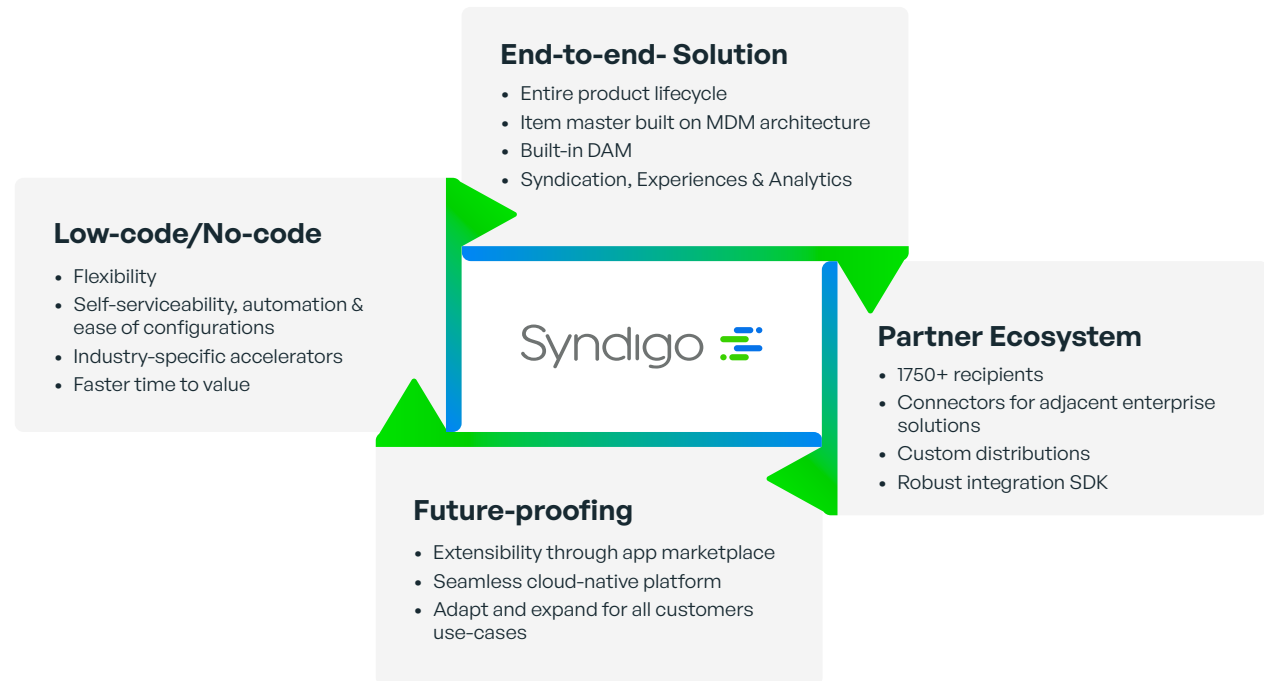 End-to-end- Solution
• Entire product lifecycle
• Item master built on MDM architecture
• Built-in DAM
• Syndication, Experiences & Analytics
Low-code/No-code
• Flexibility
• Self-serviceability, automation &
ease of configurations
• Industry-specific accelerators
• Faster time to value
Syndigo
Partner Ecosystem
• 1750+ recipients
• Connectors for adjacent enterprise
solutions
• Custom distributions
• Robust integration SDK
Future-proofing
• Extensibility through app marketplace
• Seamless cloud-native platform
• Adapt and expand for all customers
use-cases